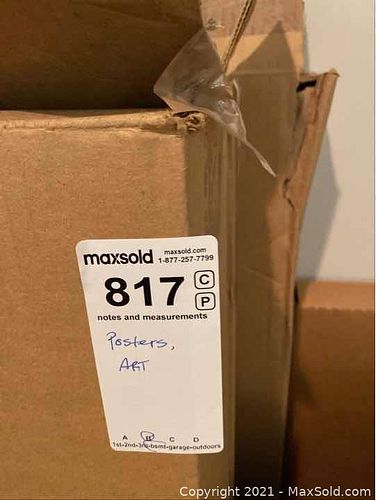 maxsold maxsold.com
1-877-257-7799
817 C
P
notes and measurements
Posters,
ART
A B C D
1st-2nd-3rd-bsmt-garage-outdoors
Copyright 2021 - MaxSold.com